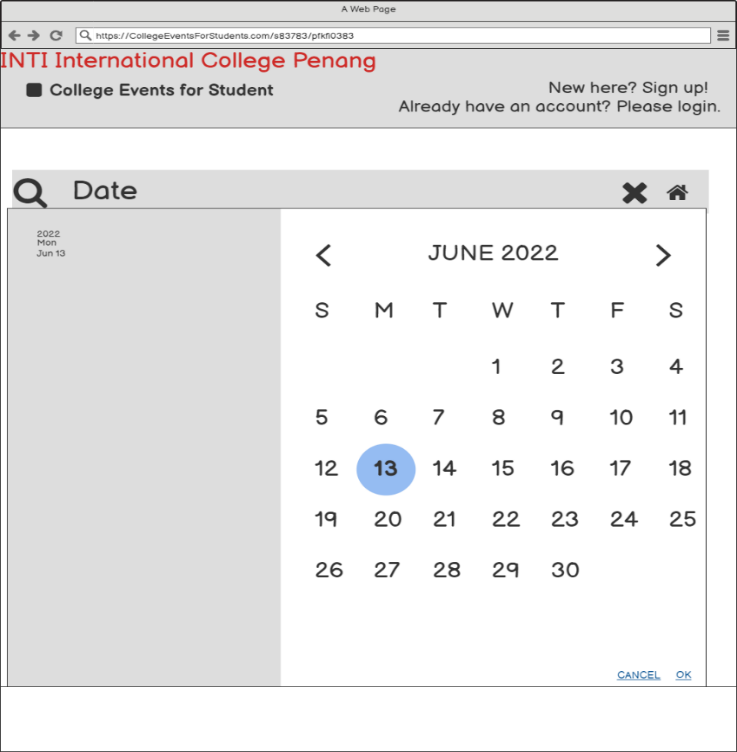 A Web Page
https://CollegeEventsForStudents.com/s83783/pfkfl0383
INTI International College Penang
College Events for Student
New here? Sign up!
Already have an account? Please login.
Date
2022
Mon
Jun 13
JUNE 2022
S M T W T F S
1 2 3 4
5 6 7 8 9 10 11
12 13 14 15 16 17 18
19 20 21 22 23 24 25
26 27 28 29 30
CANCEL OK